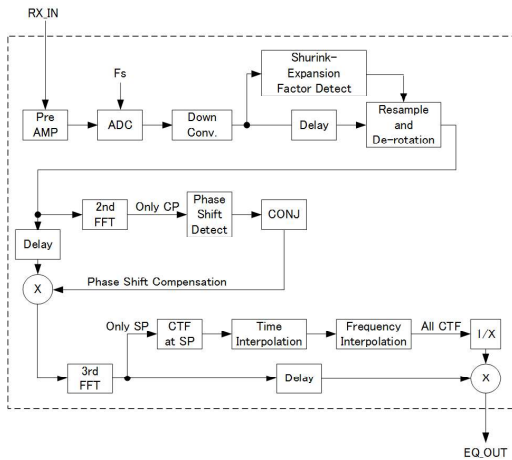 RX_IN
Fs
Shurink-
Expansion
Factor Detect
Pre
AMP
ADC
Down
Conv.
Delay
Resample
and
De-rotation
2nd
FFT
Only CP
Phase
Shift
Detect
CONJ
Delay
X
Phase Shift Compensation
Only SP
CTF
at SP
Time
Interpolation
Frequency
Interpolation
All CTF
I/X
3rd
FFT
Delay
X
EQ_OUT